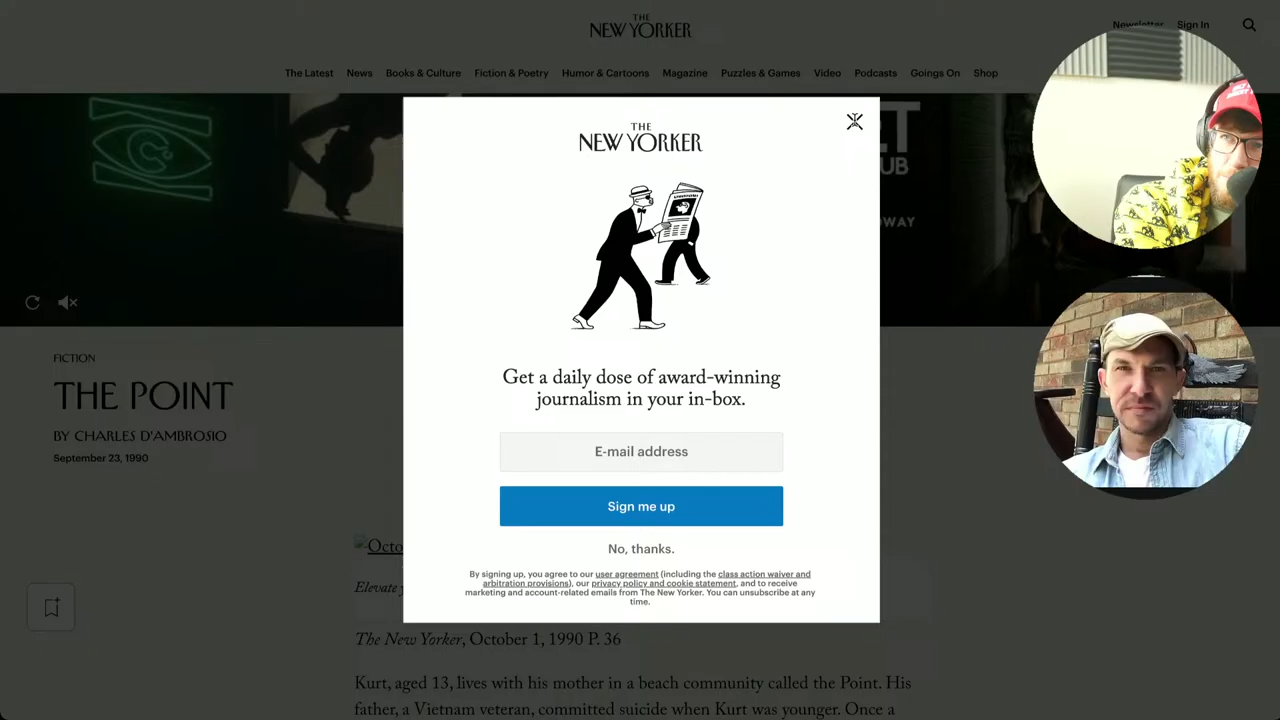 THE
NEW YORKER
Newsletter
Sign In
The Latest
News
Books & Culture
Fiction & Poetry
Humor & Cartoons
Magazine
Puzzles & Games
Video
Podcasts
Goings On
Shop
THE
NEW YORKER
Get a daily dose of award-winning
journalism in your in-box.
E-mail address
Sign me up
No, thanks.
By signing up, you agree to our user agreement (including the class action waiver and
arbitration provisions), our privacy policy and cookie statement, and to receive
marketing and account-related emails from The New Yorker. You can unsubscribe at any
time.
FICTION
THE POINT
BY CHARLES D'AMBROSIO
September 23, 1990
Octo
Elevate
The New Yorker, October 1, 1990 P. 36
Kurt, aged 13, lives with his mother in a beach community called the Point. His
father, a Vietnam veteran, committed suicide when Kurt was younger. Once a